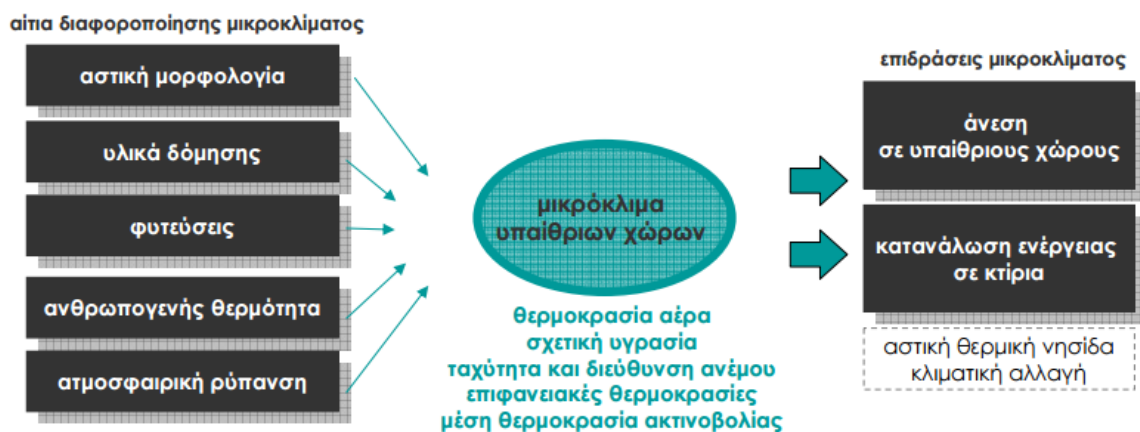 αίτια διαφοροποίησης μικροκλίματος
αστική μορφολογία
υλικά δόμησης
φυτεύσεις
ανθρωπογενής θερμότητα
ατμοσφαιρική ρύπανση
μικρόκλιμα
υπαίθριων χώρων
θερμοκρασία αέρα
σχετική υγρασία
ταχύτητα και διεύθυνση ανέμου
επιφανειακές θερμοκρασίες
μέση θερμοκρασία ακτινοβολίας
επιδράσεις μικροκλίματος
άνεση
σε υπαίθριους χώρους
κατανάλωση ενέργειας
σε κτίρια
αστική θερμική νησίδα
κλιματική αλλαγή